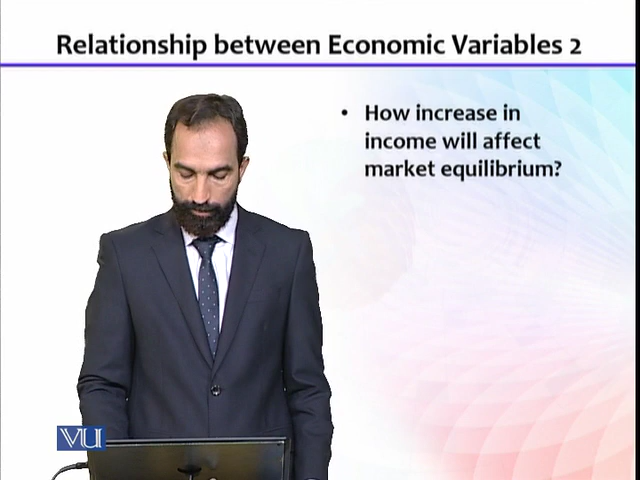 Relationship between Economic Variables 2
• How increase in
income will affect
market equilibrium?
VU